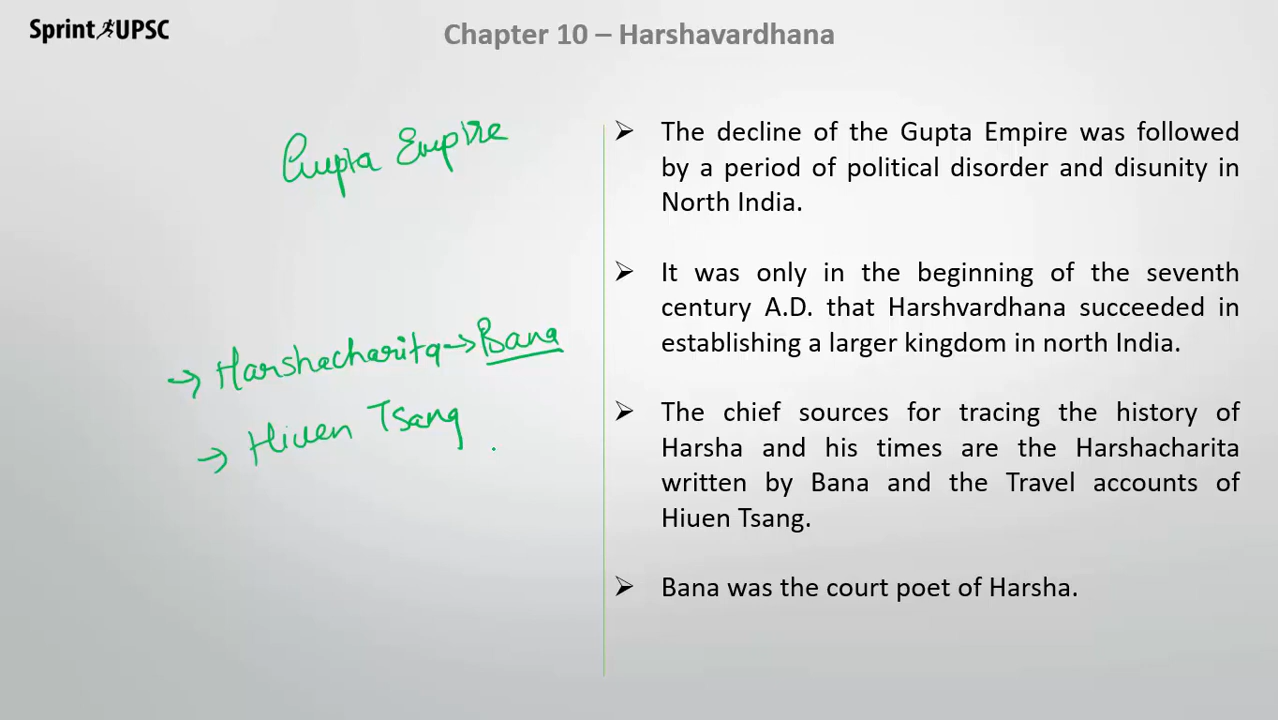 Sprint UPSC
Chapter 10 – Harshavardhana
Gupta Empire
→ Harshacharita → Bana
→ Hiuen Tsang
➢ The decline of the Gupta Empire was followed
by a period of political disorder and disunity in
North India.
➢ It was only in the beginning of the seventh
century A.D. that Harshvardhana succeeded in
establishing a larger kingdom in north India.
➢ The chief sources for tracing the history of
Harsha and his times are the Harshacharita
written by Bana and the Travel accounts of
Hiuen Tsang.
➢ Bana was the court poet of Harsha.